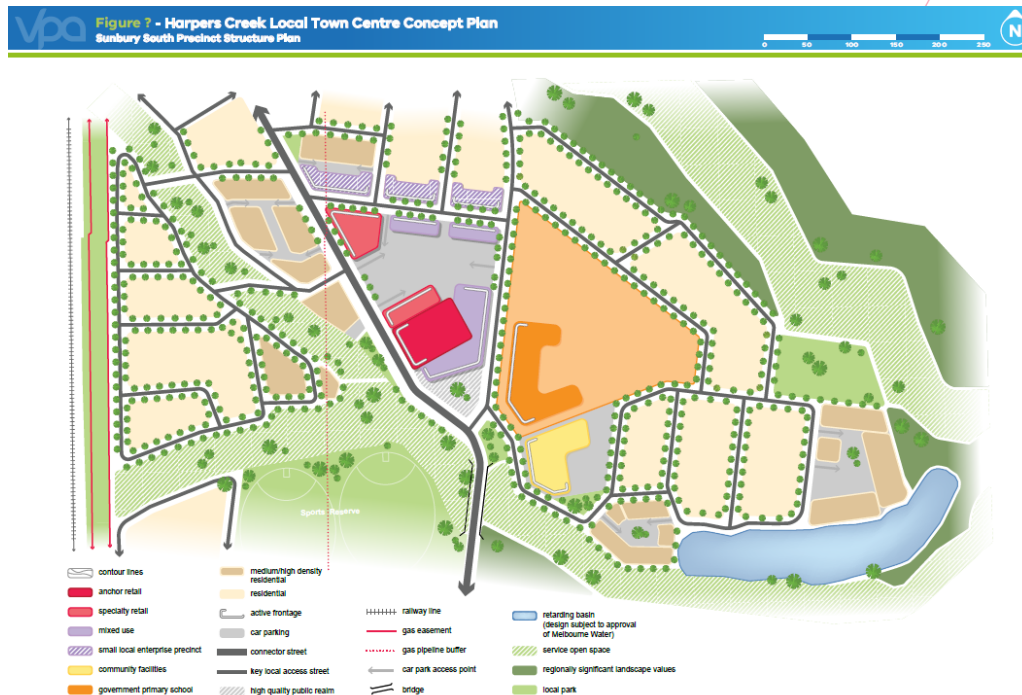 vpa
Figure ? - Harpers Creek Local Town Centre Concept Plan
Sunbury South Precinct Structure Plan
0 50 100 150 200 250
N
Sports Reserve
contour lines
anchor retail
specialty retail
mixed use
small local enterprise precinct
community facilities
government primary school
medium/high density
residential
residential
active frontage
car parking
connector street
key local access street
high quality public realm
railway line
gas easement
gas pipeline buffer
car park access point
bridge
retarding basin
(design subject to approval
of Melbourne Water)
service open space
regionally significant landscape values
local park